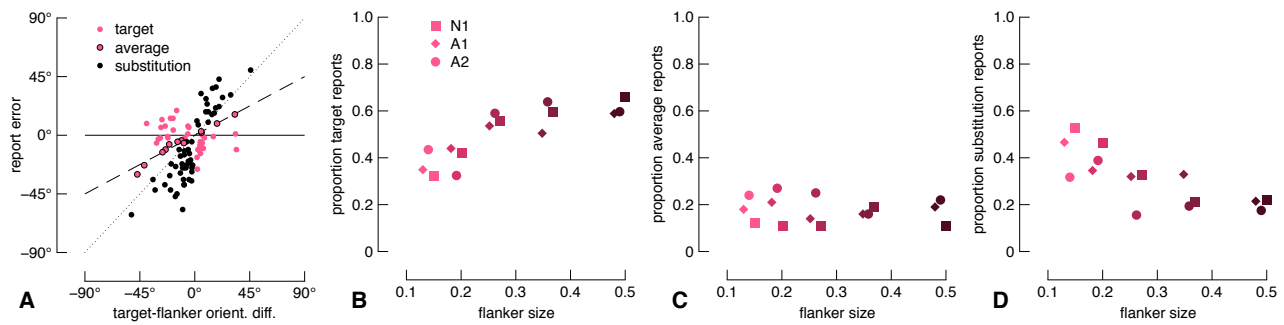 90°
45°
0°
−45°
−90°
report error
target
average
substitution
−90°
−45°
0°
45°
90°
target-flanker orient. diff.
A
1.0
0.8
0.6
0.4
0.2
0
proportion target reports
N1
A1
A2
0.1
0.2
0.3
0.4
0.5
flanker size
B
1.0
0.8
0.6
0.4
0.2
0
proportion average reports
0.1
0.2
0.3
0.4
0.5
flanker size
C
1.0
0.8
0.6
0.4
0.2
0
proportion substitution reports
0.1
0.2
0.3
0.4
0.5
flanker size
D